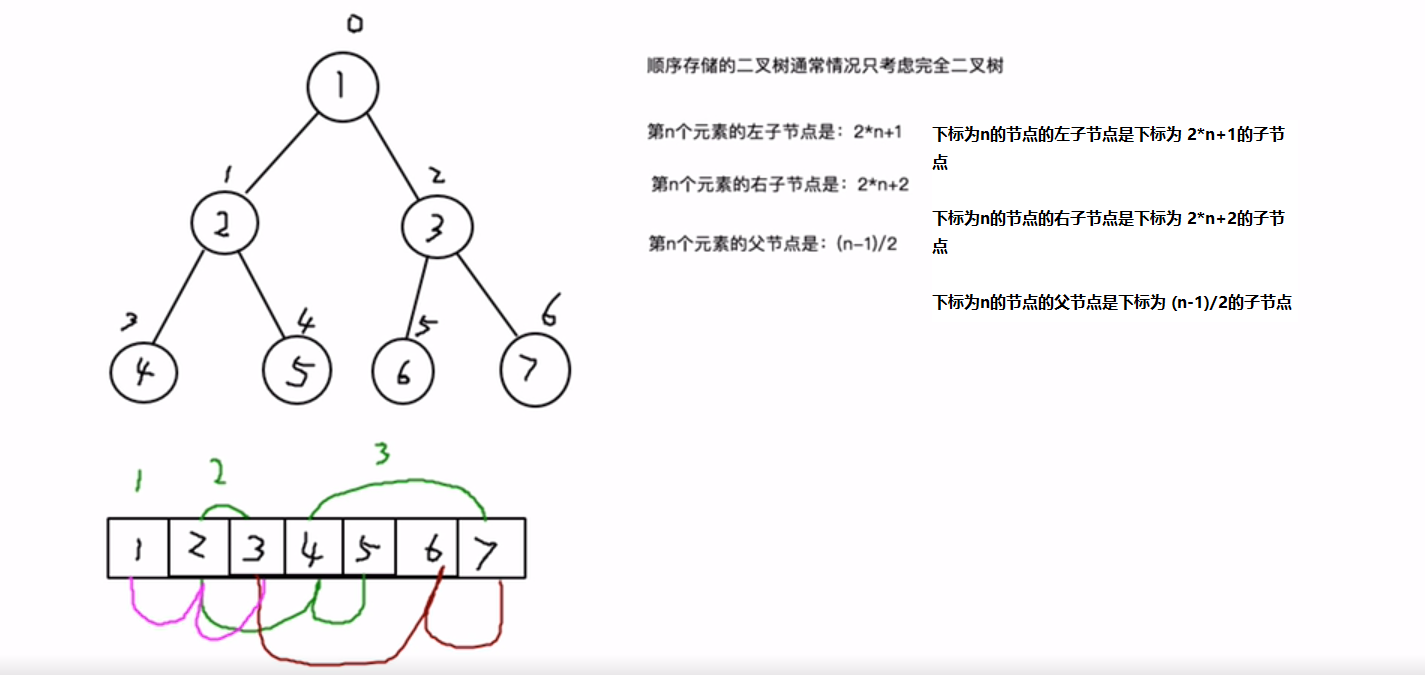 0
1
1
2
2
3
3
4
5
6
4
5
6
7
顺序存储的二叉树通常情况只考虑完全二叉树
第n个元素的左子节点是：2*n+1
第n个元素的右子节点是：2*n+2
第n个元素的父节点是：(n-1)/2
下标为n的节点的左子节点是下标为 2*n+1的子节
点
下标为n的节点的右子节点是下标为 2*n+2的子节
点
下标为n的节点的父节点是下标为 (n-1)/2的子节点
1 2 3
1 2 3 4 5 6 7